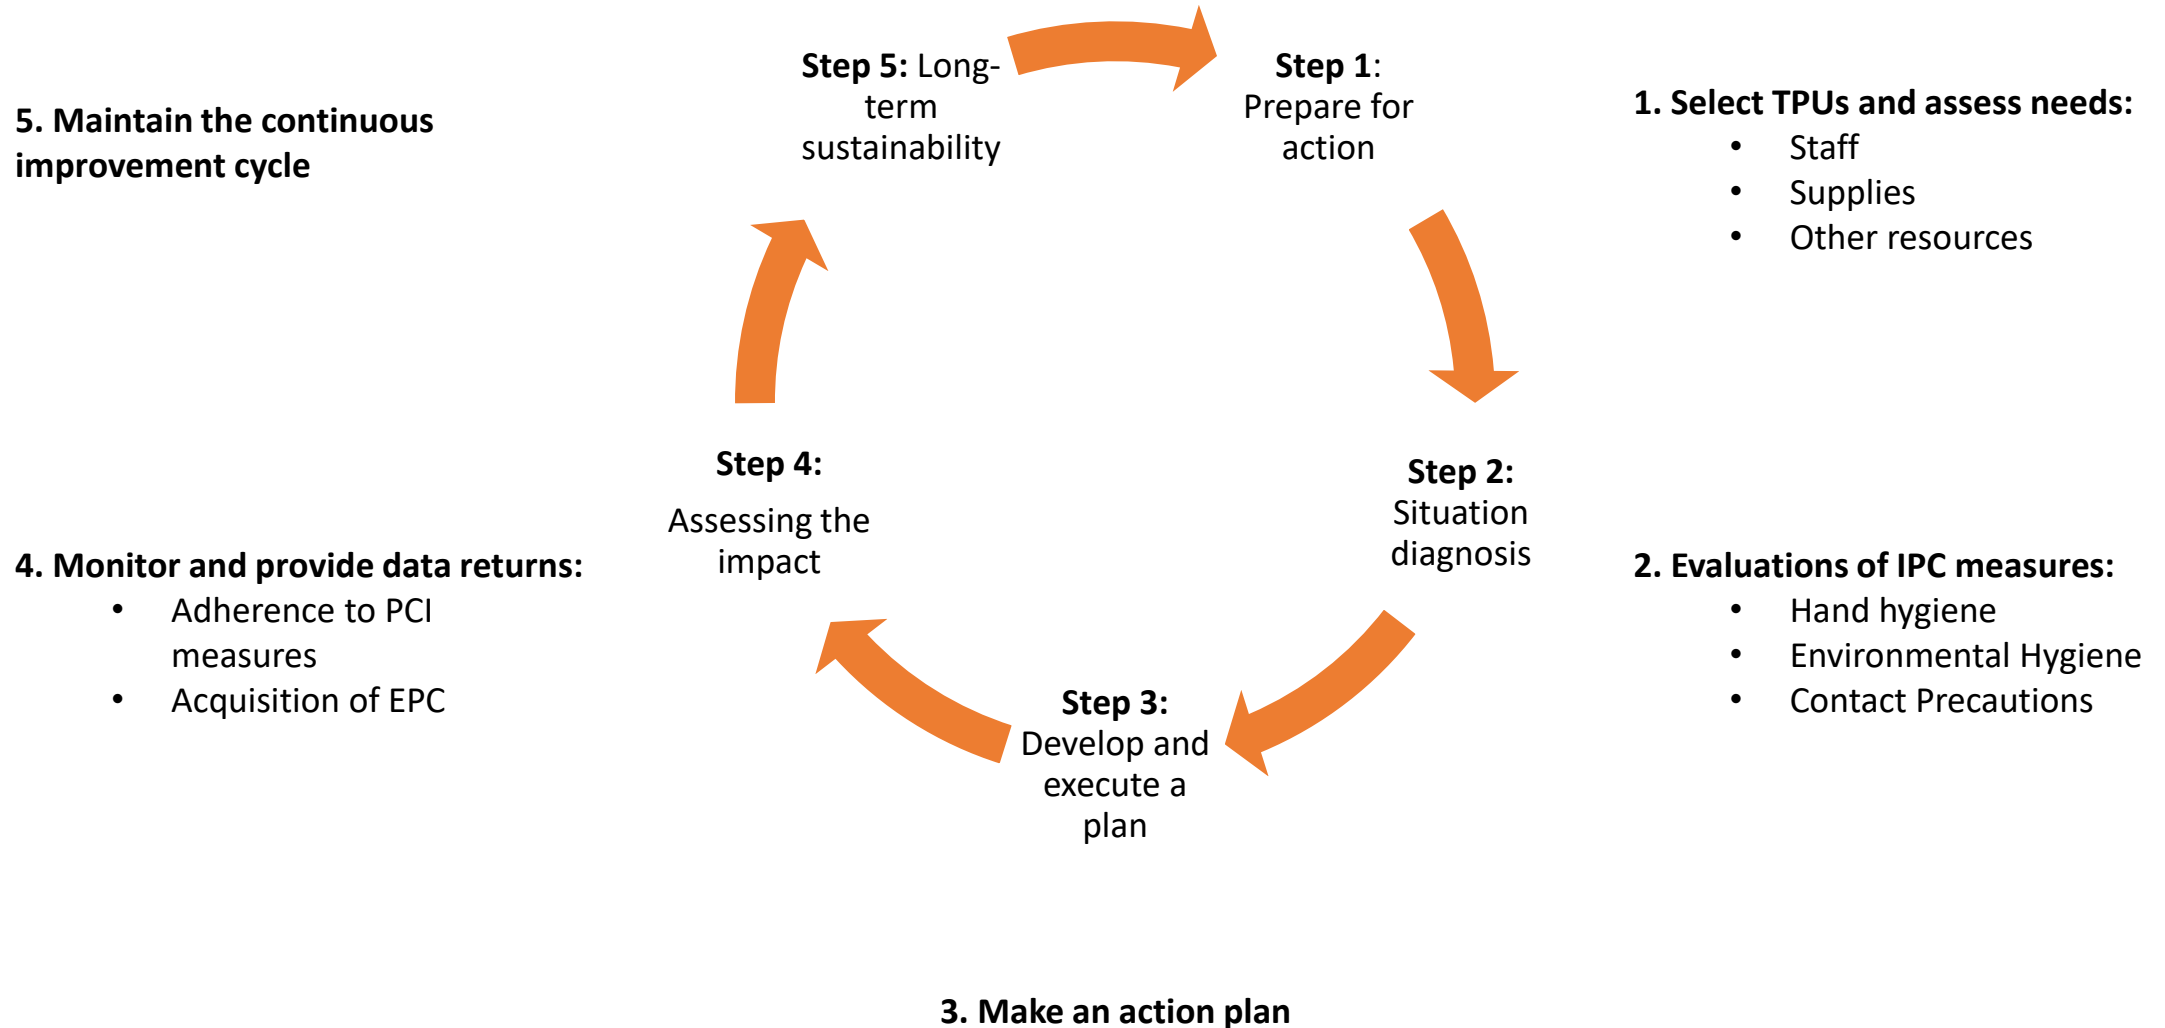 Step 1:
Prepare for
action
1. Select TPUs and assess needs:
• Staff
• Supplies
• Other resources
Step 2:
Situation
diagnosis
2. Evaluations of IPC measures:
• Hand hygiene
• Environmental Hygiene
• Contact Precautions
Step 3:
Develop and
execute a
plan
3. Make an action plan
Step 4:
Assessing the
impact
4. Monitor and provide data returns:
• Adherence to PCI
measures
• Acquisition of EPC
Step 5: Long-
term
sustainability
5. Maintain the continuous
improvement cycle